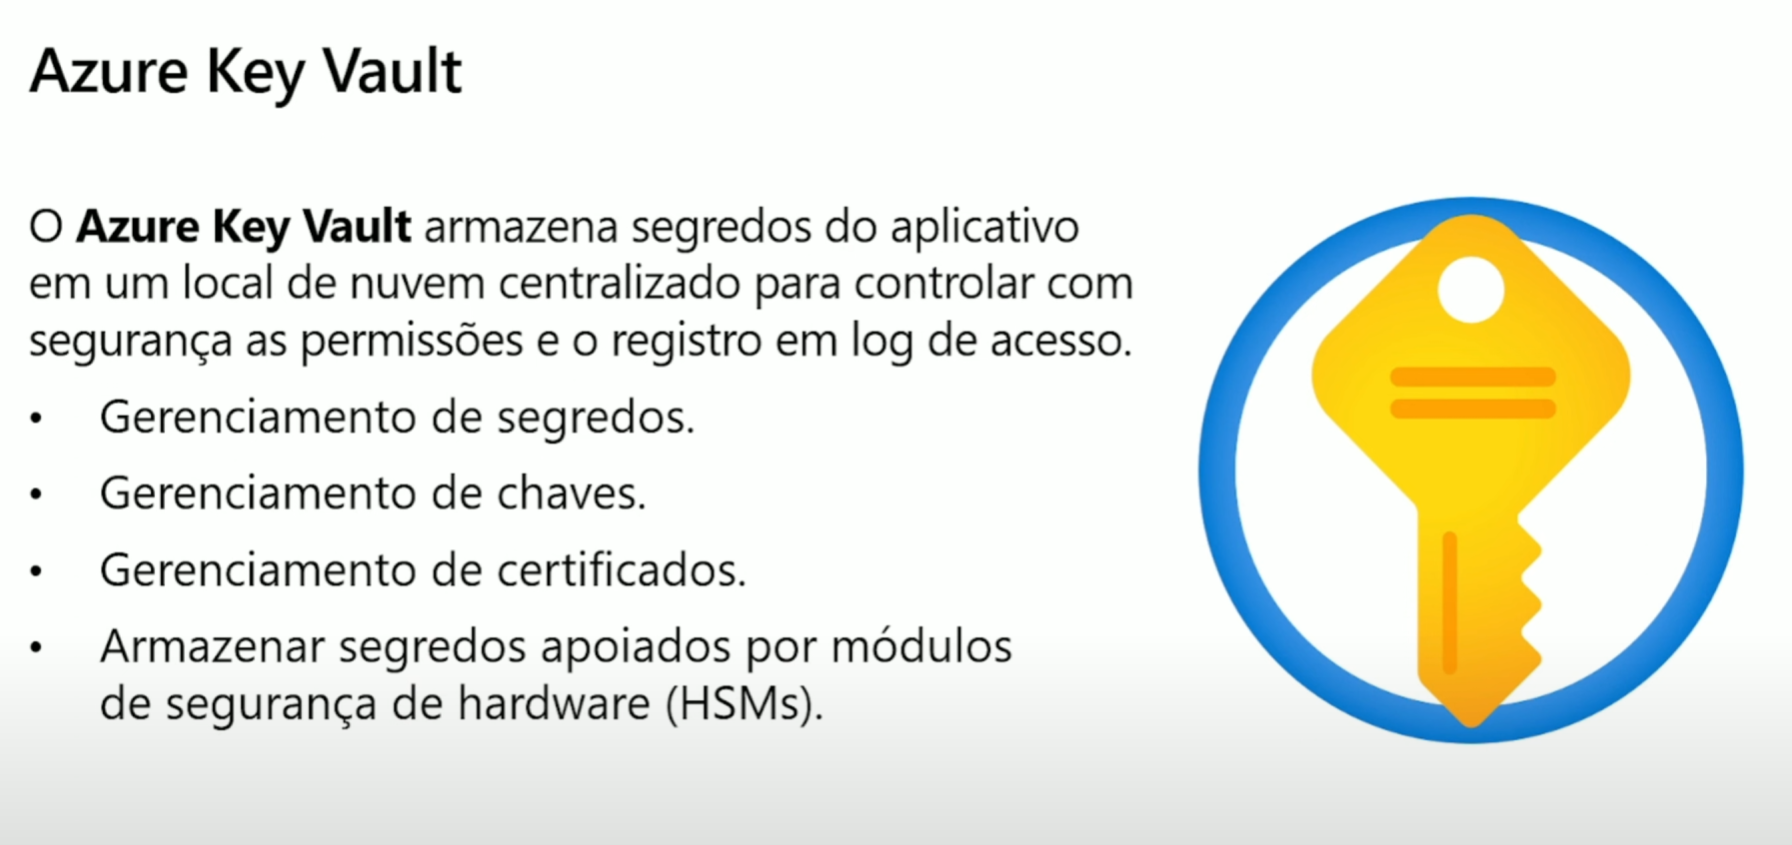 Azure Key Vault
O Azure Key Vault armazena segredos do aplicativo
em um local de nuvem centralizado para controlar com
segurança as permissões e o registro em log de acesso.
• Gerenciamento de segredos.
• Gerenciamento de chaves.
• Gerenciamento de certificados.
• Armazenar segredos apoiados por módulos
de segurança de hardware (HSMs).